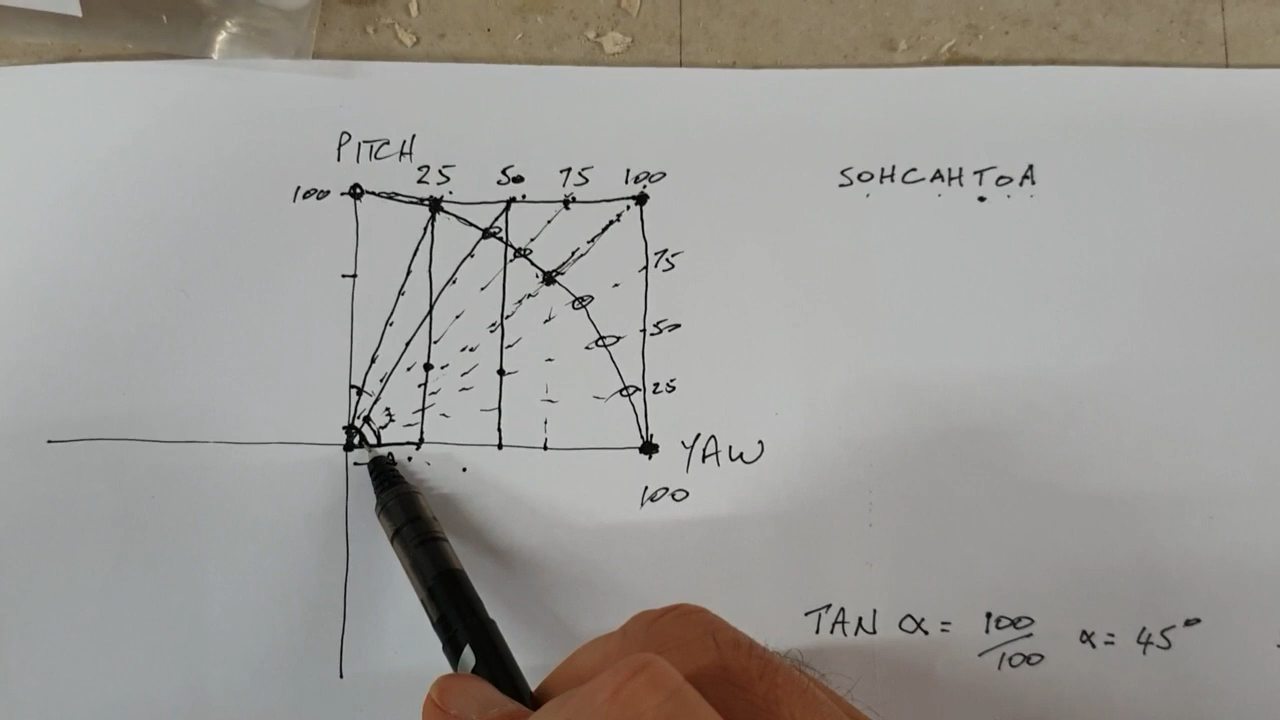 PITCH
SOHCAHTOA
100 25 50 75 100
75
50
25
YAW
100
TAN α = 100/100 α = 45°